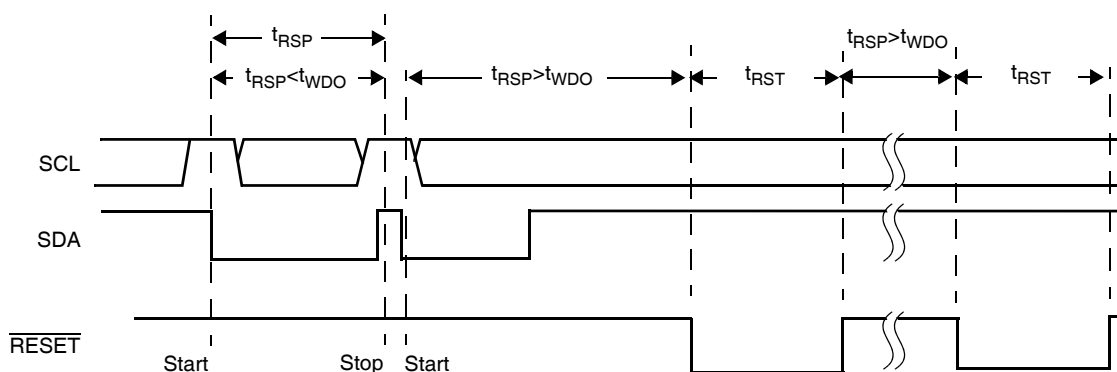 tRSP
tRSP<tWDO
tRSP>tWDO
tRST
tRSP>tWDO
tRST
SCL
SDA
RESET
Start
Stop
Start